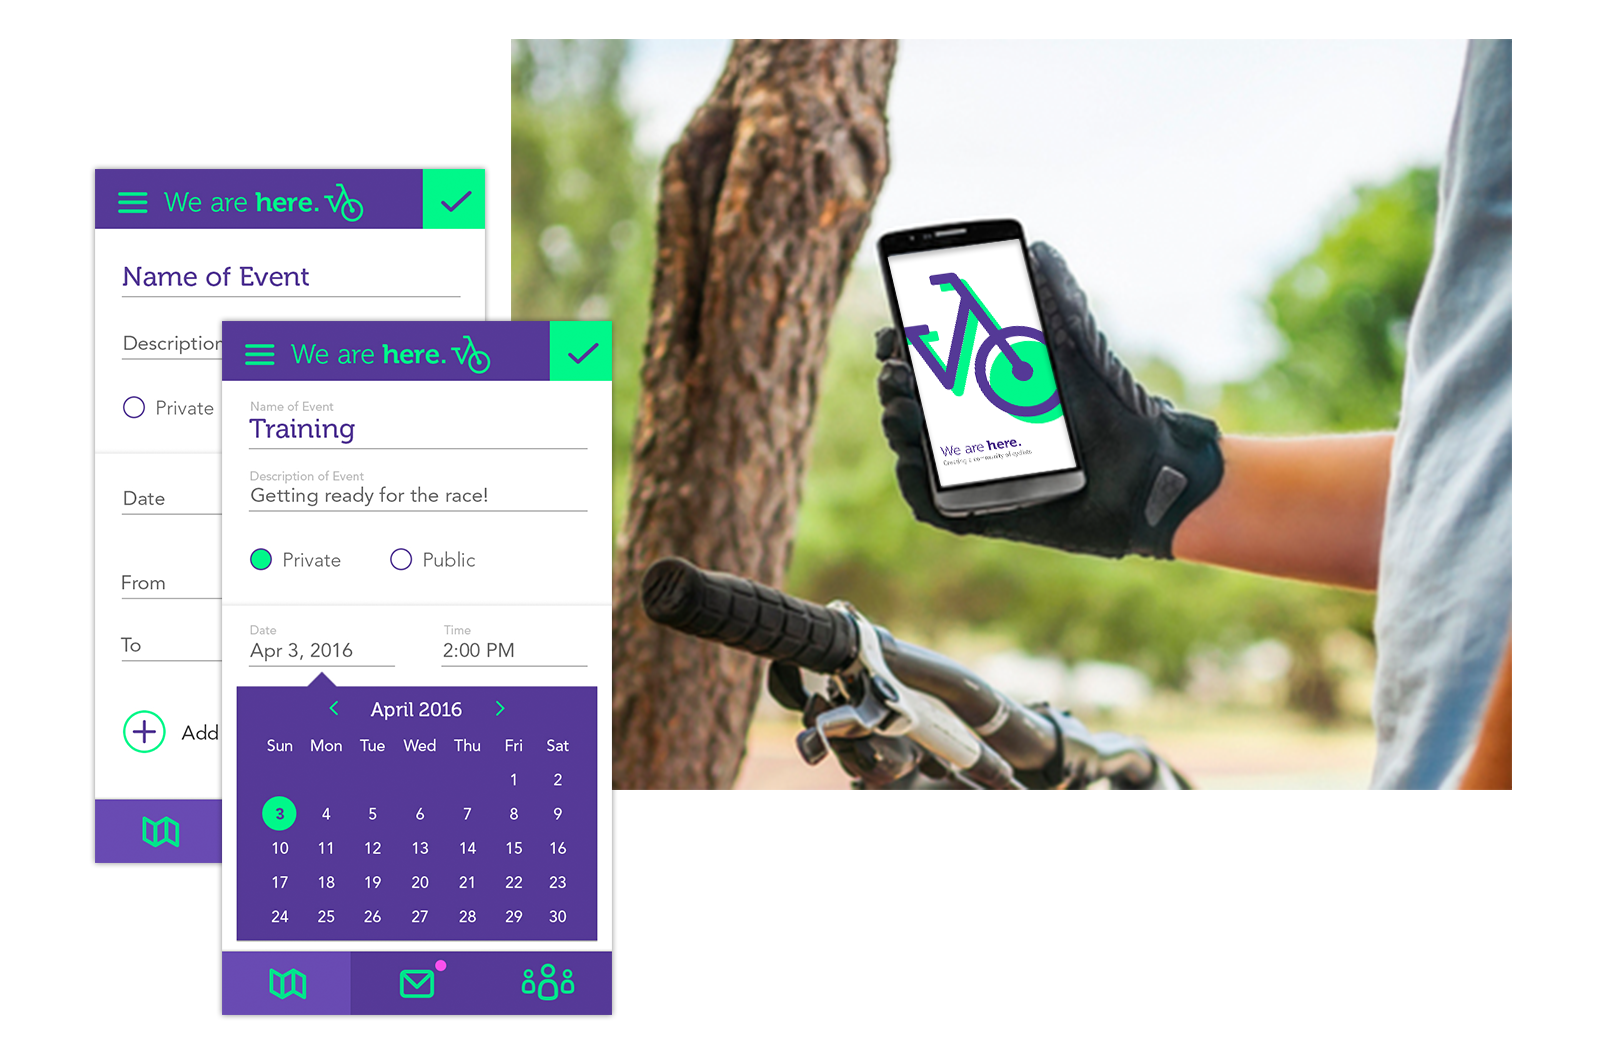 We are here.
Name of Event
Description
Private
Date
From
To
Add
We are here.
Name of Event
Training
Description of Event
Getting ready for the race!
Private Public
Date Time
Apr 3, 2016 2:00 PM
April 2016
Sun Mon Tue Wed Thu Fri Sat
1 2
3 4 5 6 7 8 9
10 11 12 13 14 15 16
17 18 19 20 21 22 23
24 25 26 27 28 29 30
We are here.
Creating a community of cyclists